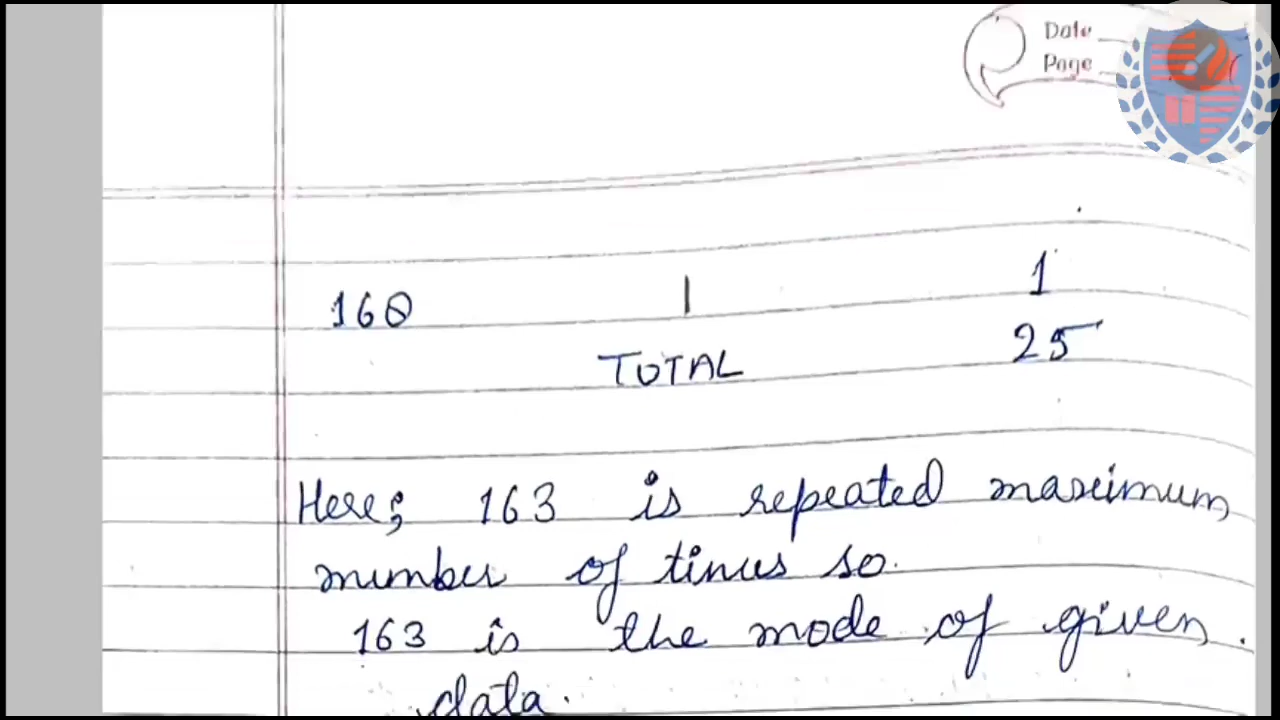 Date
Page
168 | 1
TOTAL 25
Here; 163 is repeated maximum
number of times so.
163 is the mode of given.
data.